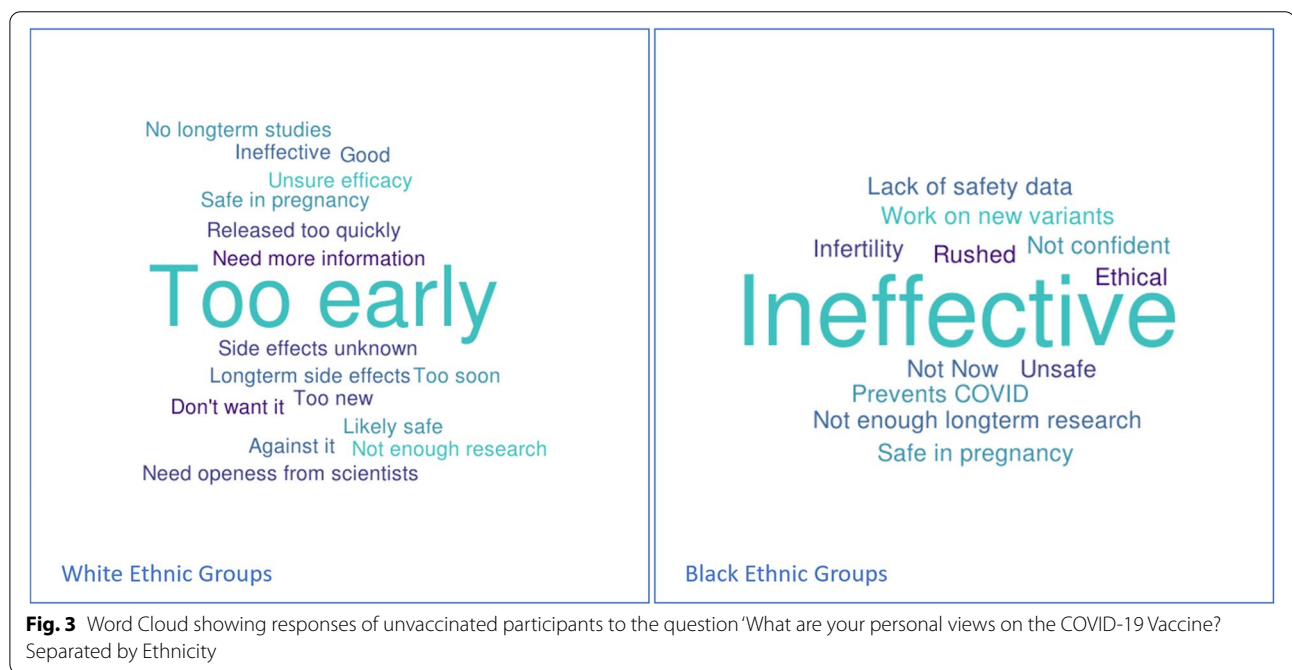 No longterm studies
Ineffective Good
Unsure efficacy
Safe in pregnancy
Released too quickly
Need more information
Too early
Side effects unknown
Longterm side effects Too soon
Don't want it Too new
Likely safe
Against it Not enough research
Need openess from scientists
White Ethnic Groups
Lack of safety data
Work on new variants
Infertility Rushed Not confident
Ethical
Ineffective
Not Now Unsafe
Prevents COVID
Not enough longterm research
Safe in pregnancy
Black Ethnic Groups
Fig. 3 Word Cloud showing responses of unvaccinated participants to the question 'What are your personal views on the COVID-19 Vaccine?
Separated by Ethnicity